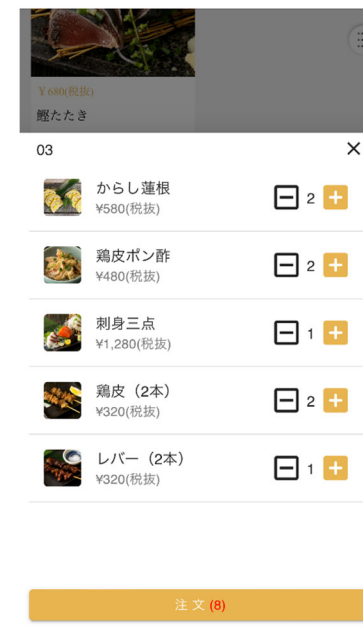 ¥680(税抜)
鰹たたき
03
×
からし蓮根
¥580(税抜)
2
鶏皮ポン酢
¥480(税抜)
2
刺身三点
¥1,280(税抜)
1
鶏皮（2本）
¥320(税抜)
2
レバー（2本）
¥320(税抜)
1
注文(8)